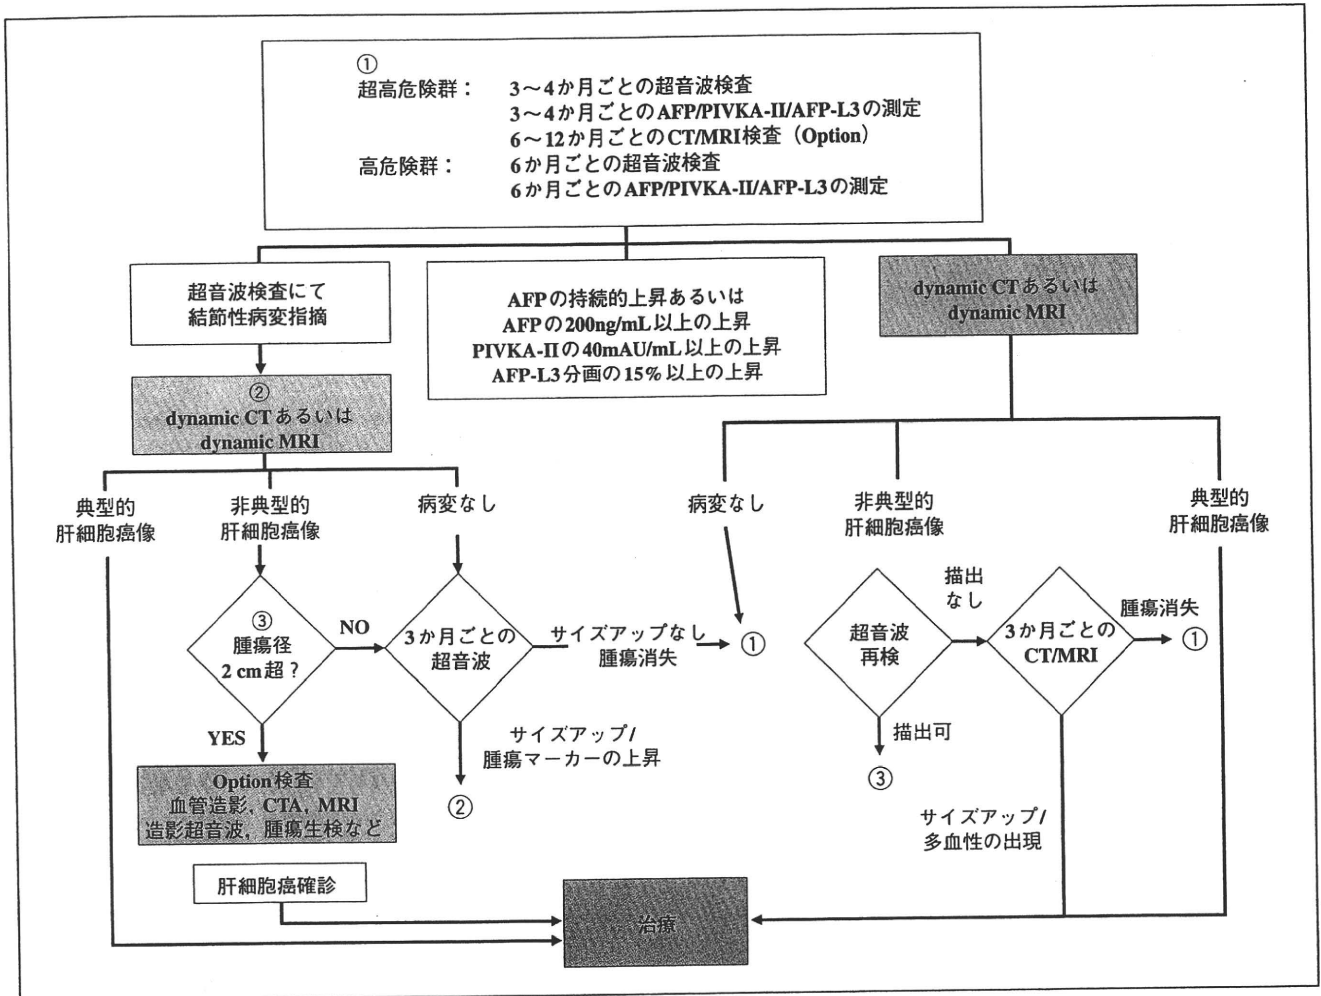 ①
超高危険群： 3～4か月ごとの超音波検査
3～4か月ごとのAFP/PIVKA-II/AFP-L3の測定
6～12か月ごとのCT/MRI検査（Option）
高危険群： 6か月ごとの超音波検査
6か月ごとのAFP/PIVKA-II/AFP-L3の測定
超音波検査にて
結節性病変指摘
AFPの持続的上昇あるいは
AFPの200ng/mL以上の上昇
PIVKA-IIの40mAU/mL以上の上昇
AFP-L3分画の15%以上の上昇
dynamic CTあるいは
dynamic MRI
②
dynamic CTあるいは
dynamic MRI
典型的
肝細胞癌像
非典型的
肝細胞癌像
病変なし
病変なし
非典型的
肝細胞癌像
典型的
肝細胞癌像
③
腫瘍径
2 cm超？
NO
3か月ごとの
超音波
サイズアップなし
腫瘍消失
①
超音波
再検
描出
なし
3か月ごとの
CT/MRI
腫瘍消失
①
YES
サイズアップ/
腫瘍マーカーの上昇
②
描出可
③
Option検査
血管造影, CTA, MRI
造影超音波, 腫瘍生検など
サイズアップ/
多血性の出現
肝細胞癌確診
治療